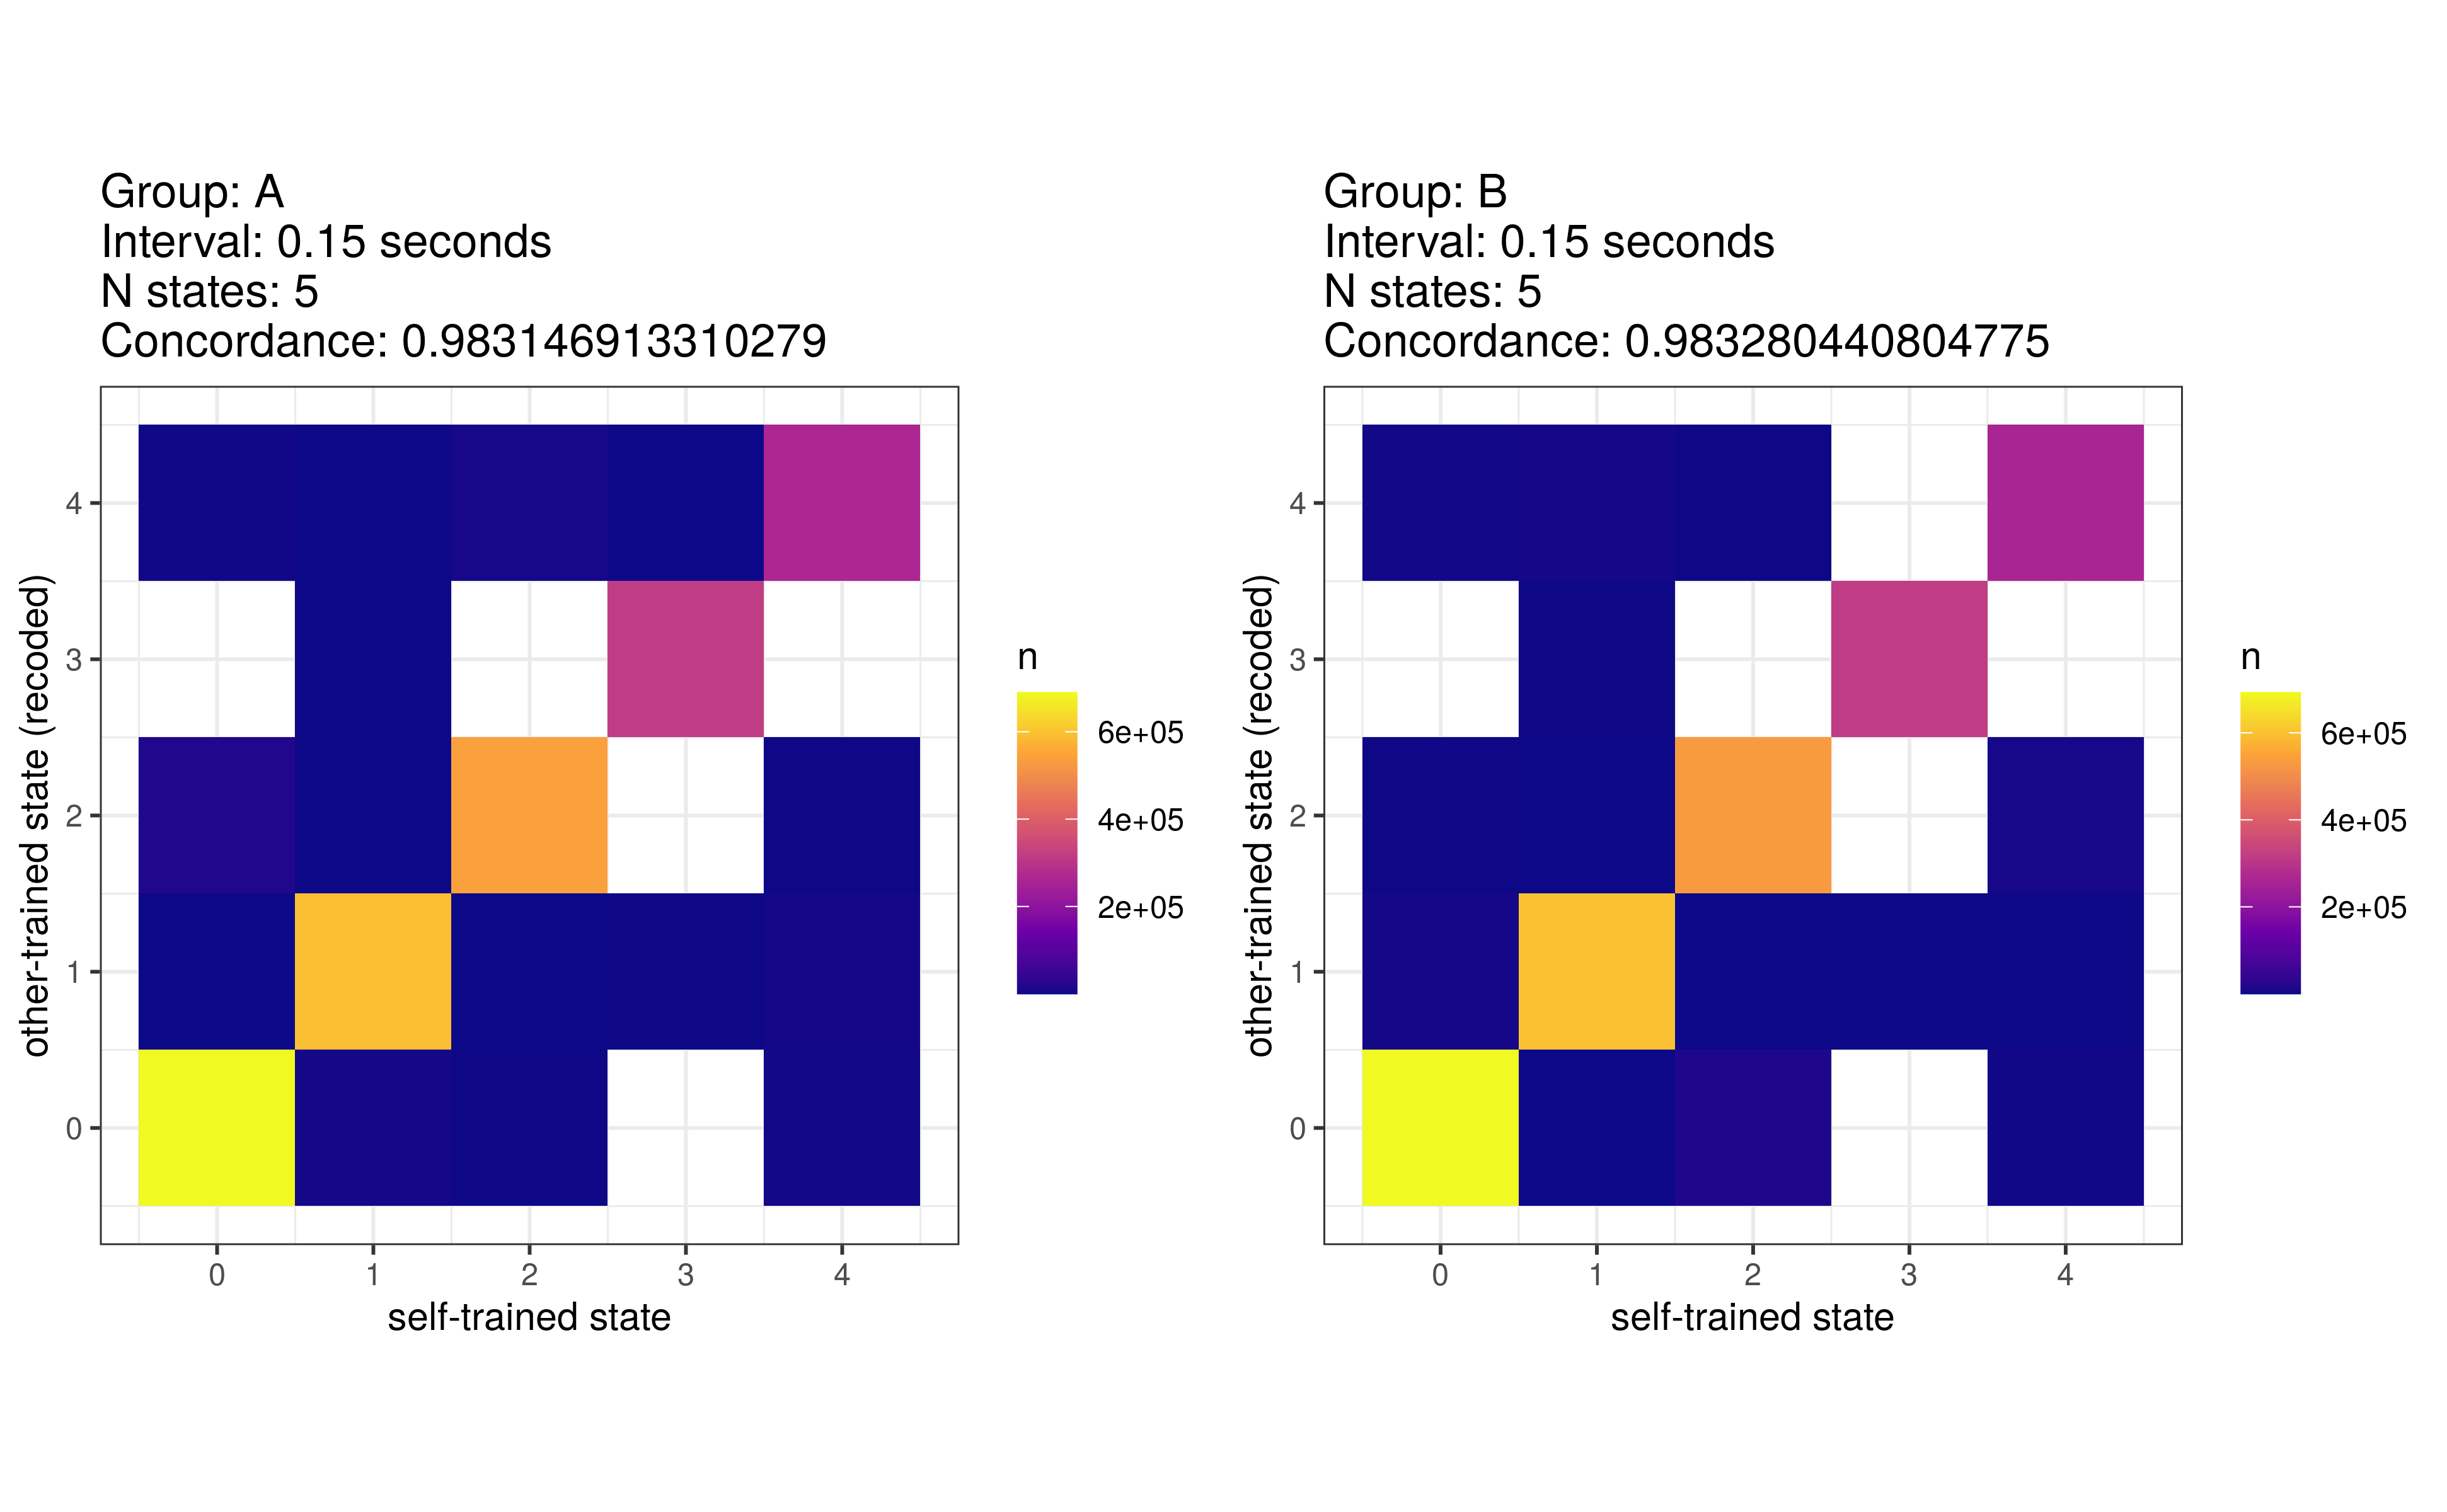 Group: A
Interval: 0.15 seconds
N states: 5
Concordance: 0.983146913310279
other-trained state (recoded)
4
3
2
1
0
0 1 2 3 4
self-trained state
n
6e+05
4e+05
2e+05
Group: B
Interval: 0.15 seconds
N states: 5
Concordance: 0.983280440804775
other-trained state (recoded)
4
3
2
1
0
0 1 2 3 4
self-trained state
n
6e+05
4e+05
2e+05